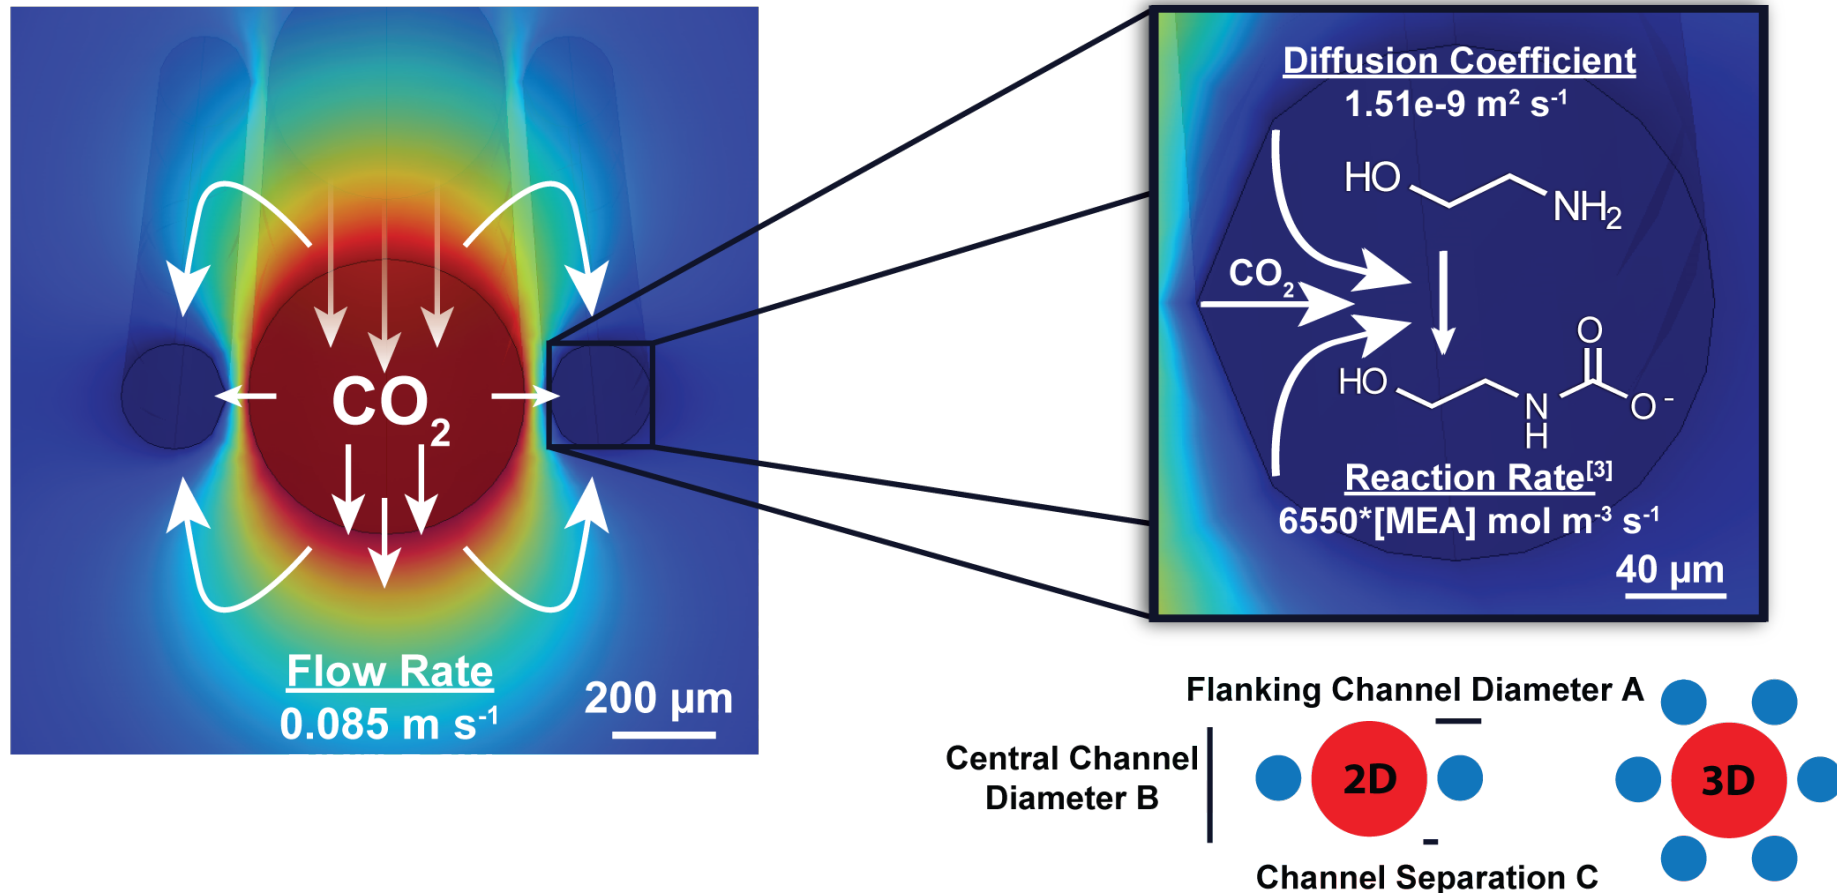 CO₂
Flow Rate
0.085 m s⁻¹
200 µm
Diffusion Coefficient
1.51e-9 m² s⁻¹
HO
NH₂
CO₂
O
HO
N
H
O⁻
Reaction Rate[3]
6550*[MEA] mol m⁻³ s⁻¹
40 µm
Flanking Channel Diameter A
Central Channel
Diameter B
2D
3D
Channel Separation C